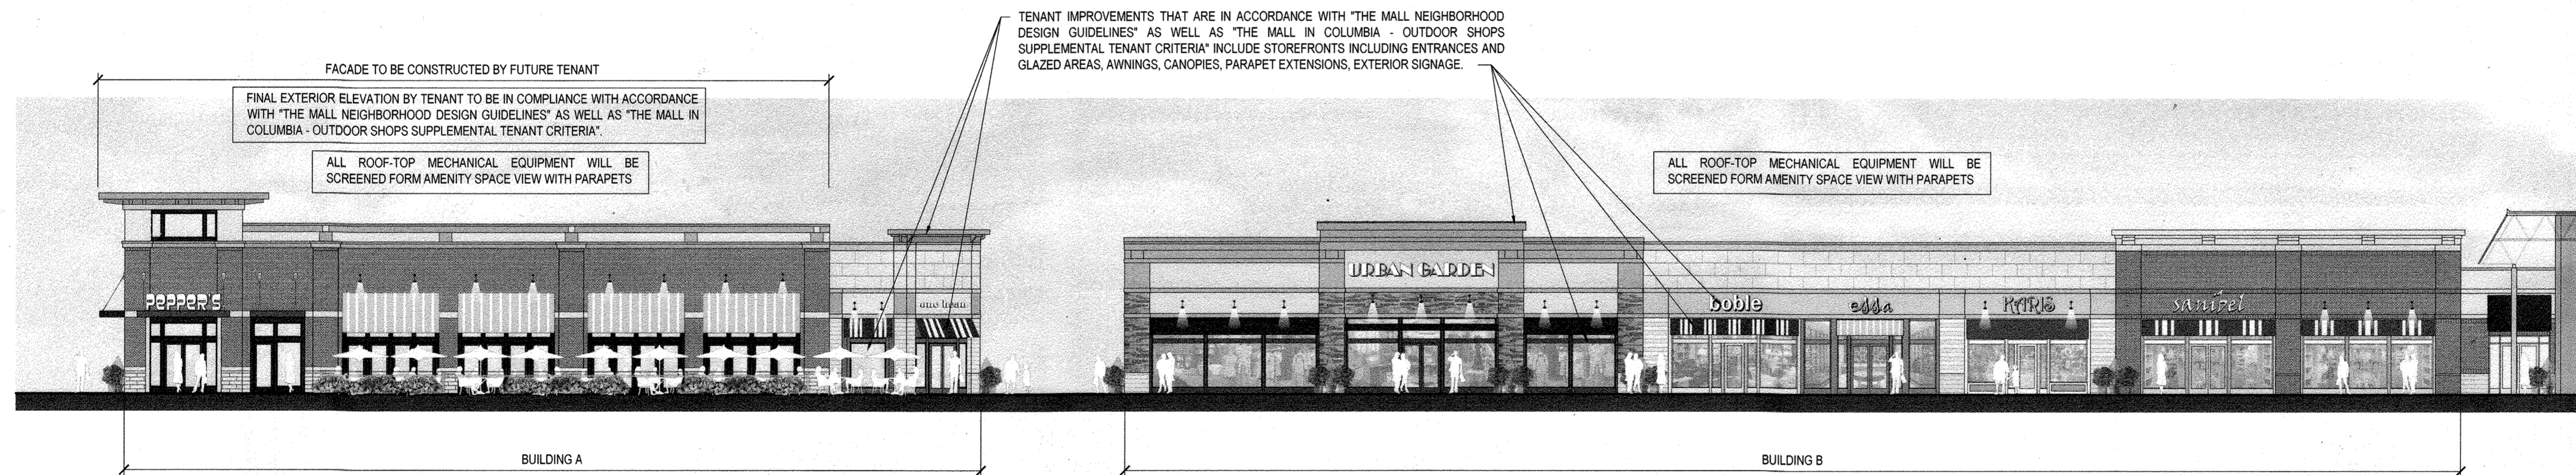 TENANT IMPROVEMENTS THAT ARE IN ACCORDANCE WITH "THE MALL NEIGHBORHOOD
DESIGN GUIDELINES" AS WELL AS "THE MALL IN COLUMBIA - OUTDOOR SHOPS
SUPPLEMENTAL TENANT CRITERIA" INCLUDE STOREFRONTS INCLUDING ENTRANCES AND
GLAZED AREAS, AWNINGS, CANOPIES, PARAPET EXTENSIONS, EXTERIOR SIGNAGE.
FACADE TO BE CONSTRUCTED BY FUTURE TENANT
FINAL EXTERIOR ELEVATION BY TENANT TO BE IN COMPLIANCE WITH ACCORDANCE
WITH "THE MALL NEIGHBORHOOD DESIGN GUIDELINES" AS WELL AS "THE MALL IN
COLUMBIA - OUTDOOR SHOPS SUPPLEMENTAL TENANT CRITERIA".
ALL ROOF-TOP MECHANICAL EQUIPMENT WILL BE
SCREENED FORM AMENITY SPACE VIEW WITH PARAPETS
ALL ROOF-TOP MECHANICAL EQUIPMENT WILL BE
SCREENED FORM AMENITY SPACE VIEW WITH PARAPETS
PEPPER'S
URBAN GARDEN
boble
essa
KARIS
sanibel
BUILDING A
BUILDING B